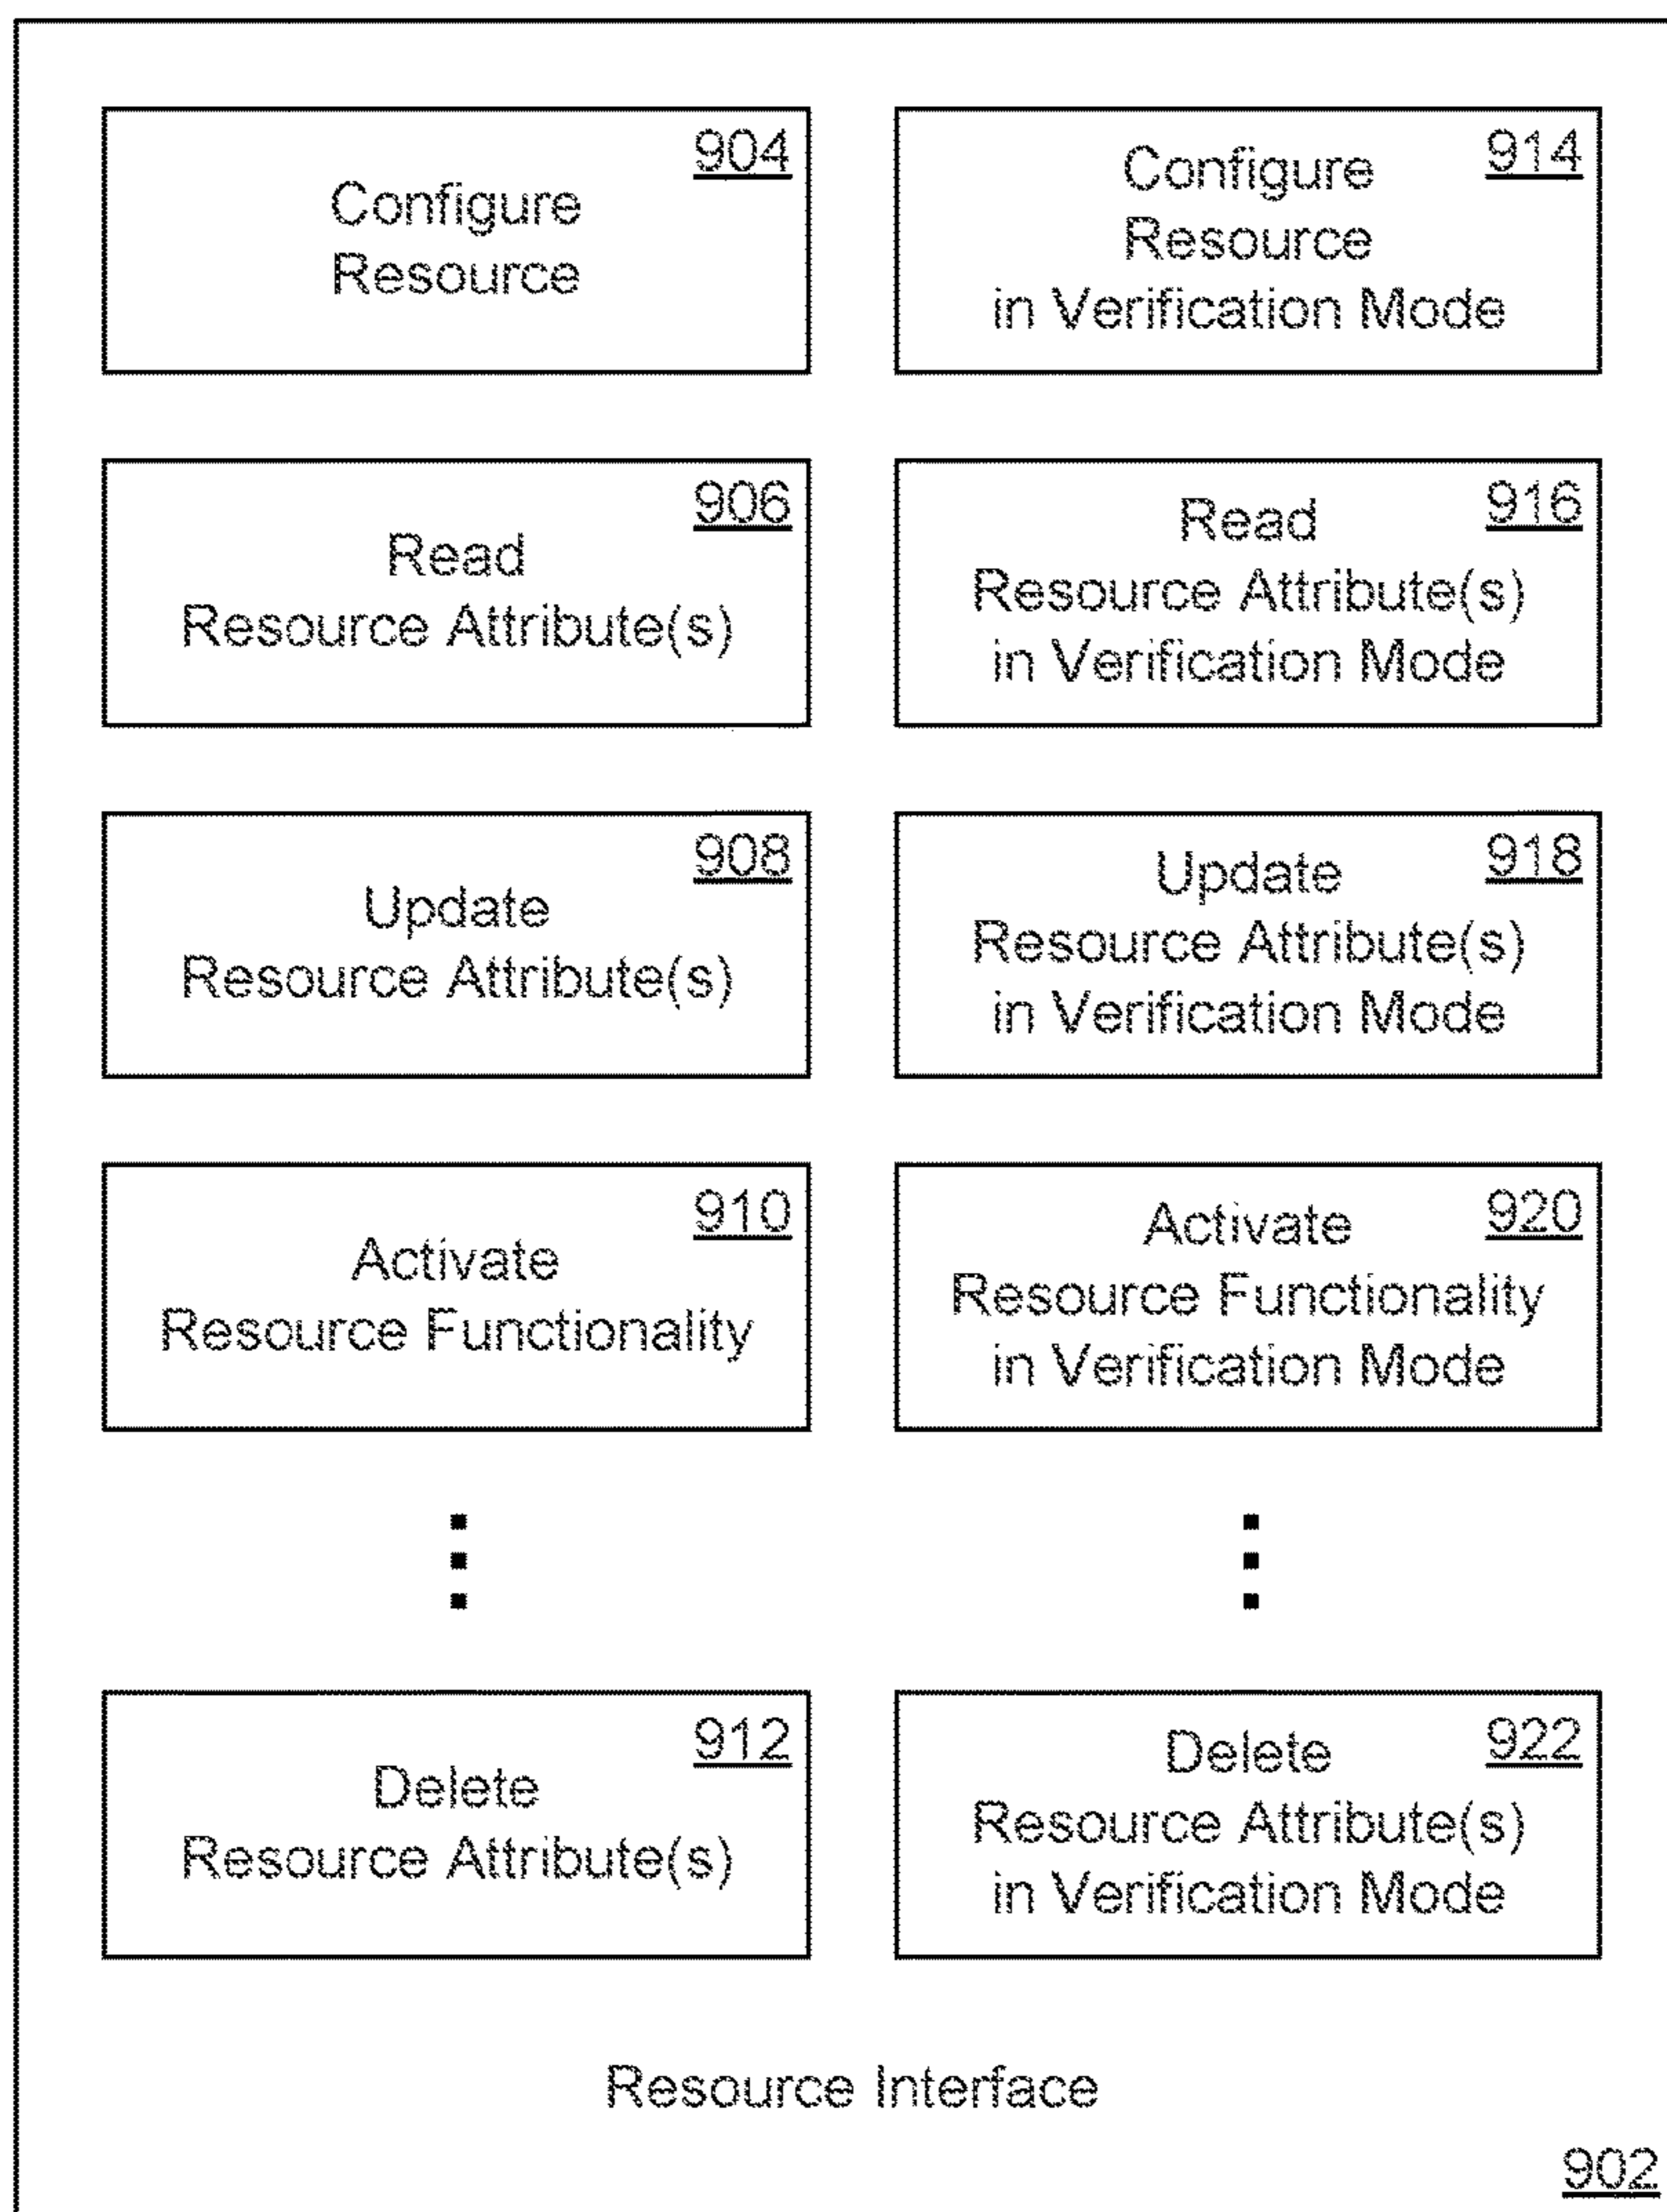 904
Configure
Resource
914
Configure
Resource
in Verification Mode
906
Read
Resource Attribute(s)
916
Read
Resource Attribute(s)
in Verification Mode
908
Update
Resource Attribute(s)
918
Update
Resource Attribute(s)
in Verification Mode
910
Activate
Resource Functionality
920
Activate
Resource Functionality
in Verification Mode
912
Delete
Resource Attribute(s)
922
Delete
Resource Attribute(s)
in Verification Mode
Resource Interface
902